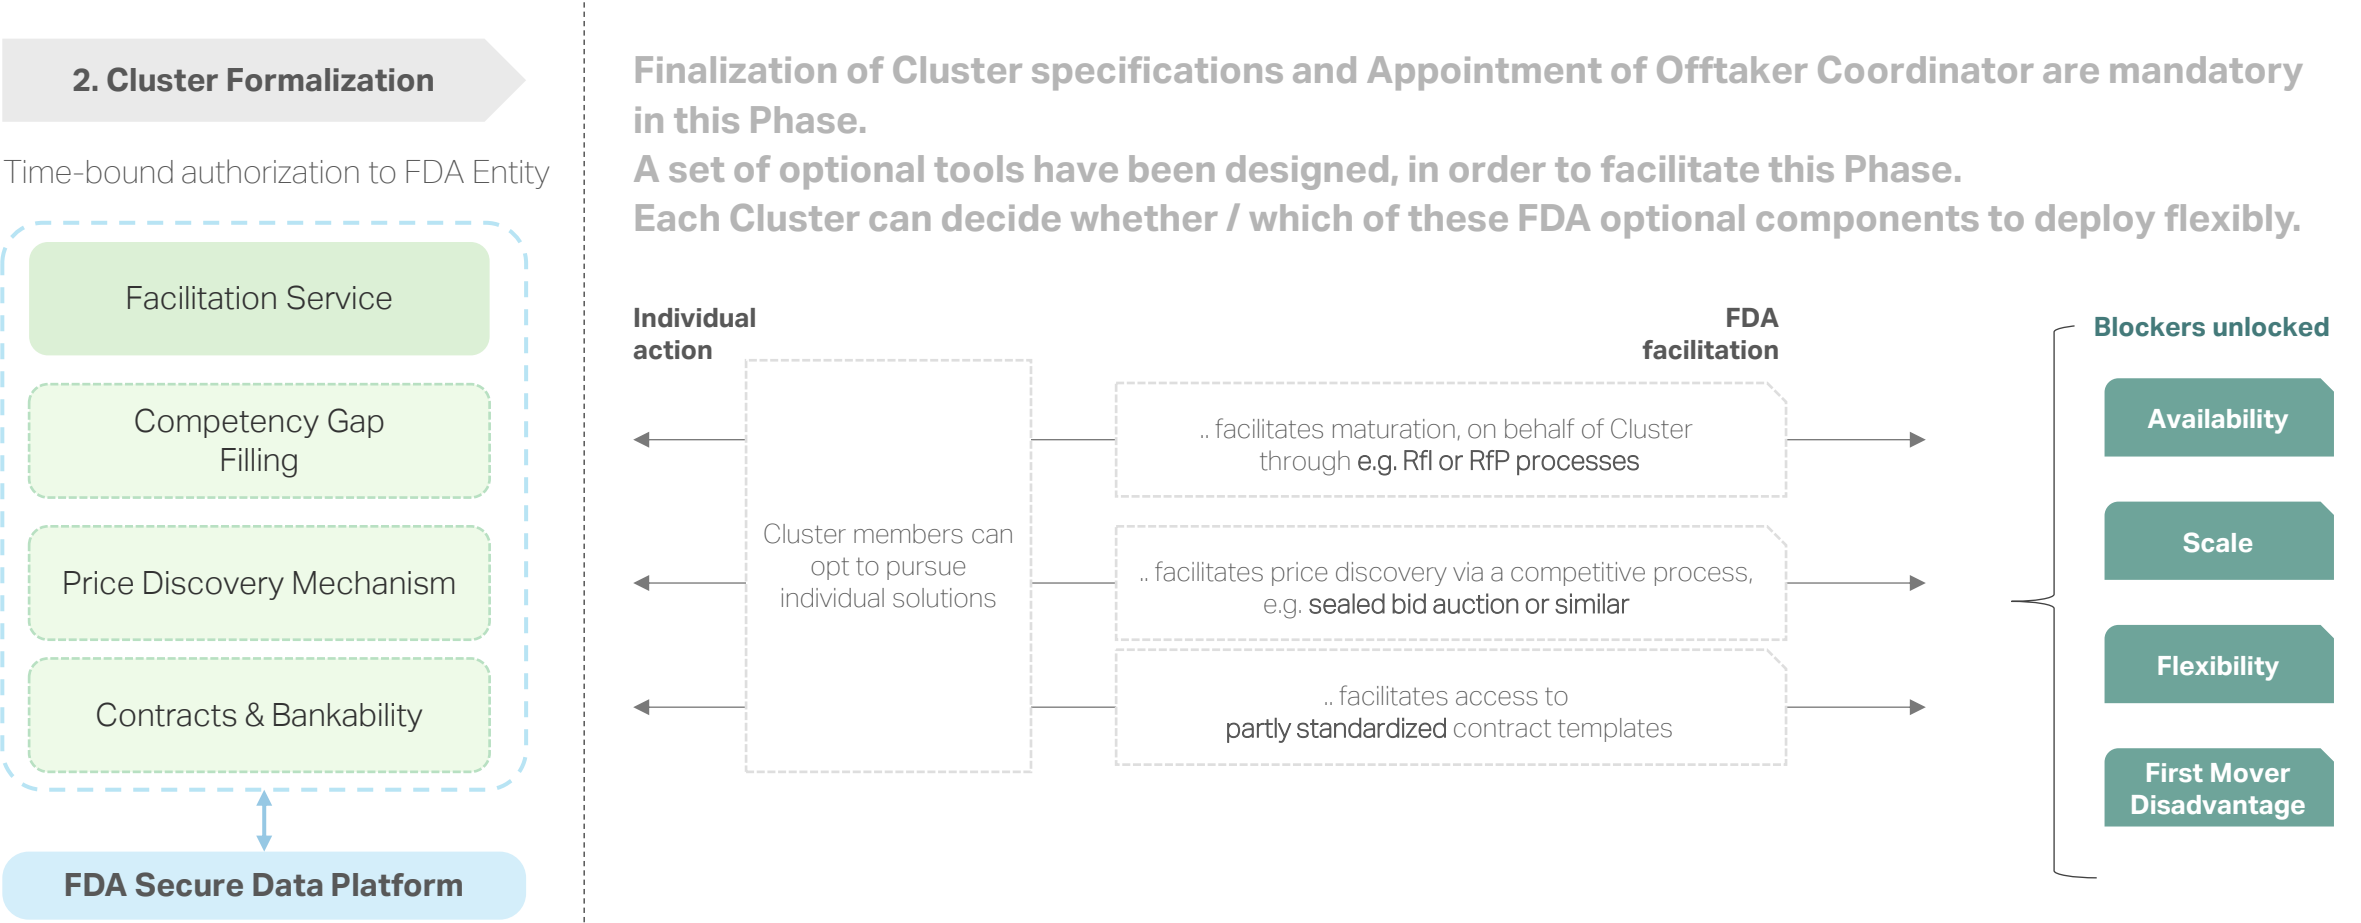 2. Cluster Formalization
Time-bound authorization to FDA Entity
Facilitation Service
Competency Gap
Filling
Price Discovery Mechanism
Contracts & Bankability
FDA Secure Data Platform
Finalization of Cluster specifications and Appointment of Offtaker Coordinator are mandatory
in this Phase.
A set of optional tools have been designed, in order to facilitate this Phase.
Each Cluster can decide whether / which of these FDA optional components to deploy flexibly.
Individual
action
FDA
facilitation
Cluster members can
opt to pursue
individual solutions
.. facilitates maturation, on behalf of Cluster
through e.g. RfI or RfP processes
.. facilitates price discovery via a competitive process,
e.g. sealed bid auction or similar
.. facilitates access to
partly standardized contract templates
Blockers unlocked
Availability
Scale
Flexibility
First Mover
Disadvantage